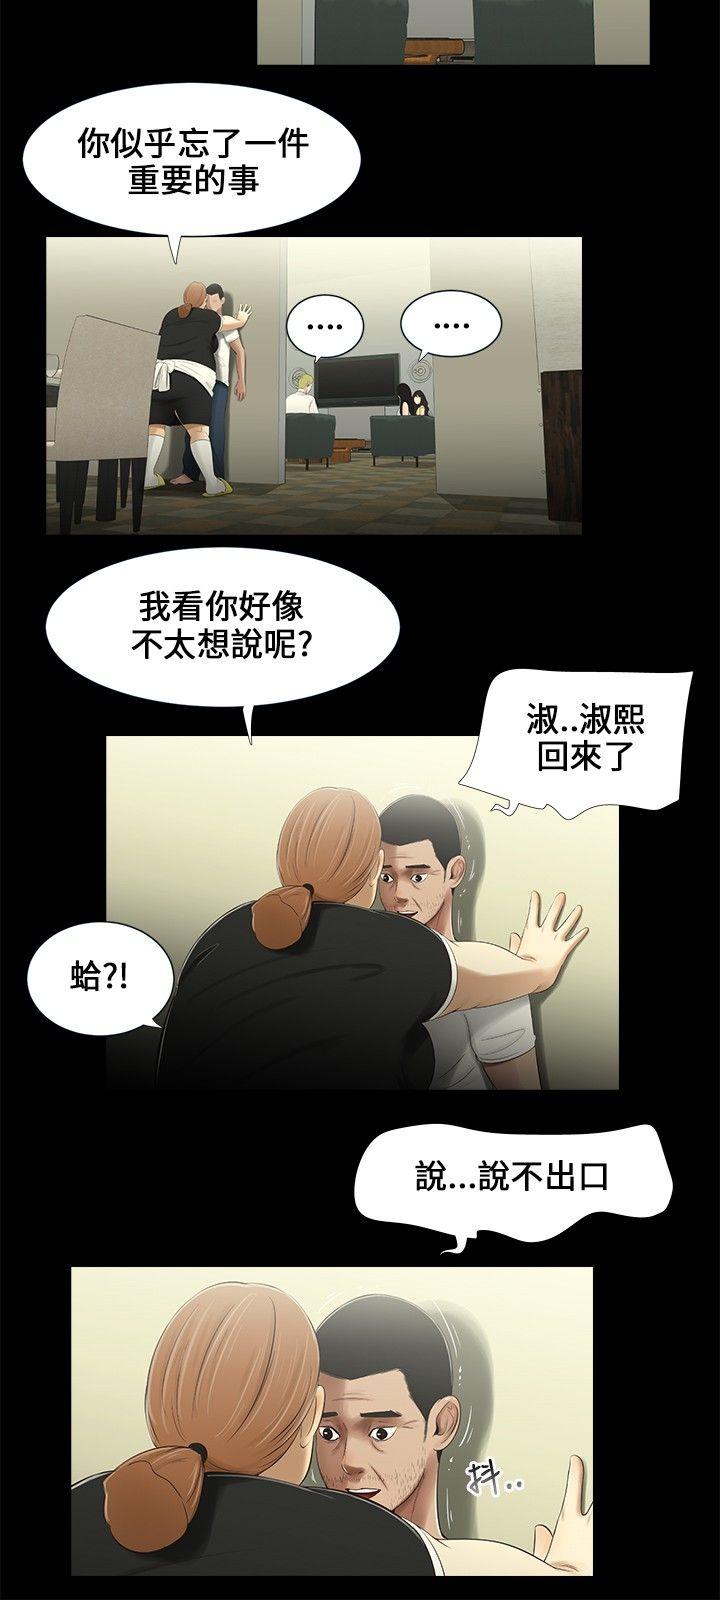 你似乎忘了一件
重要的事
....
....
我看你好像
不太想說呢?
淑..淑熙
回來了
蛤?!
說...說不出口
抖..